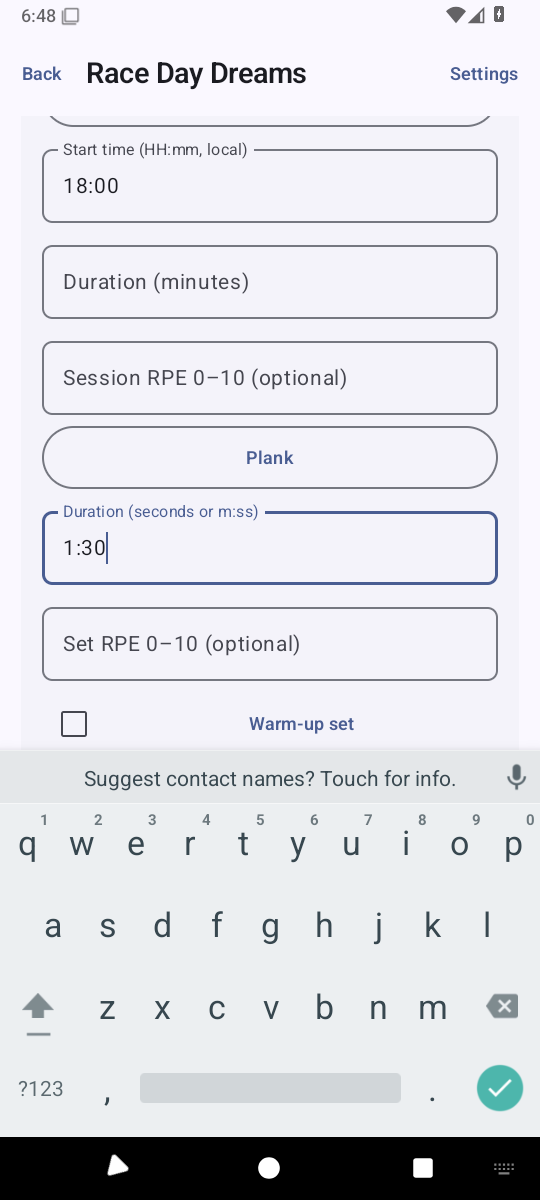 6:48
Back Race Day Dreams Settings
Start time (HH:mm, local)
18:00
Duration (minutes)
Session RPE 0–10 (optional)
Plank
Duration (seconds or m:ss)
1:30
Set RPE 0–10 (optional)
Warm-up set
Suggest contact names? Touch for info.
1 2 3 4 5 6 7 8 9 0
q w e r t y u i o p
a s d f g h j k l
z x c v b n m
?123 , .